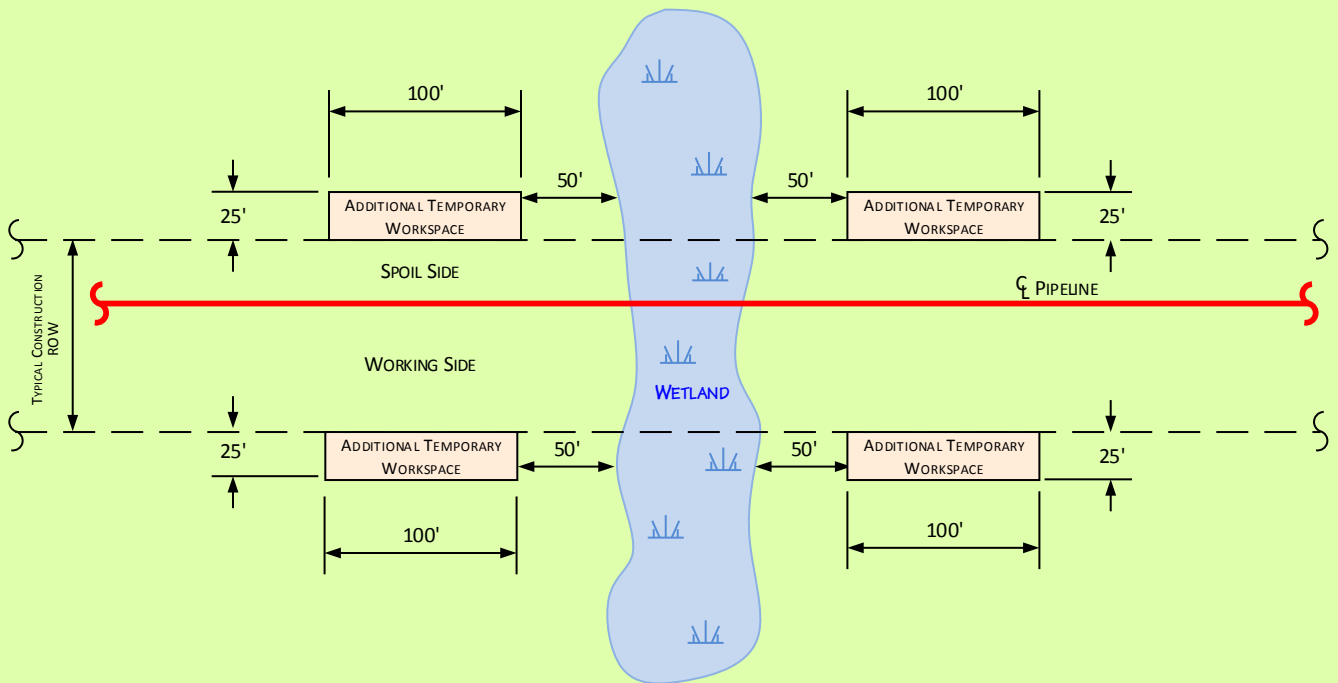 100'
100'
50'
50'
25'
ADDITIONAL TEMPORARY
WORKSPACE
ADDITIONAL TEMPORARY
WORKSPACE
25'
SPOIL SIDE
℄ PIPELINE
TYPICAL CONSTRUCTION
ROW
WORKING SIDE
WETLAND
25'
ADDITIONAL TEMPORARY
WORKSPACE
50'
50'
ADDITIONAL TEMPORARY
WORKSPACE
25'
100'
100'